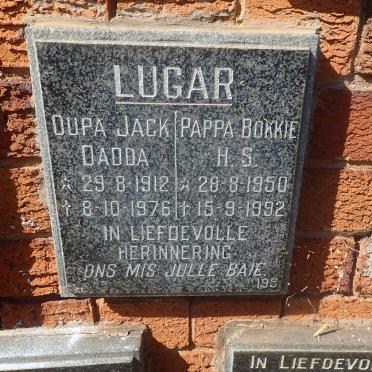 LUGAR
OUPA JACK PAPPA BOKKIE
DADDA H. S.
29-8-1912 28-8-1950
† 8-10-1976 † 15-9-1992
IN LIEFDEVOLLE
HERINNERING
ONS MIS JULLE BAIE.
IN LIEFDEVOLLE